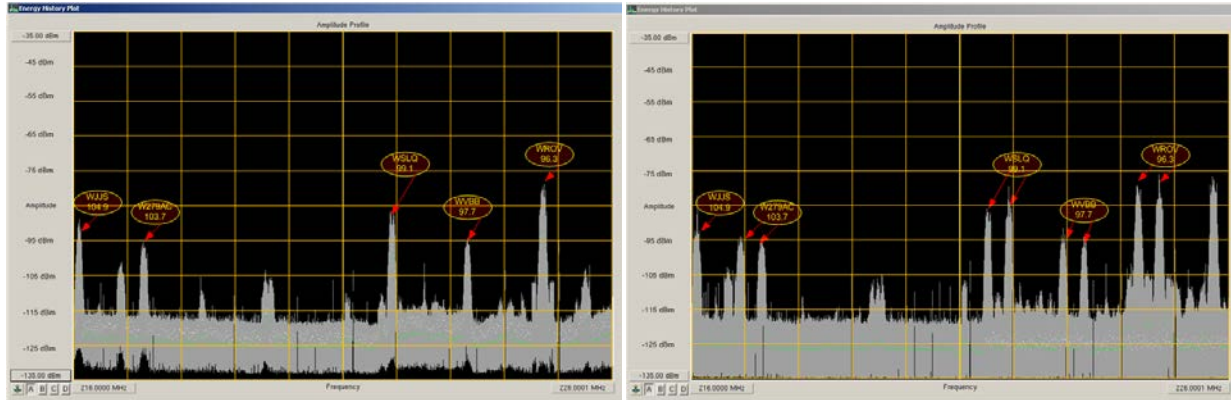 Energy History Plot
Amplitude Profile
-35.00 dBm
-45 dBm
-55 dBm
-65 dBm
-75 dBm
Amplitude
-95 dBm
-105 dBm
-115 dBm
-125 dBm
-135.00 dBm
WJJS
104.9
W279AC
103.7
WSLQ
99.1
WVBB
97.7
WROV
96.3
A B C D
216.0000 MHz
Frequency
228.0001 MHz
Energy History Plot
Amplitude Profile
-35.00 dBm
-45 dBm
-55 dBm
-65 dBm
-75 dBm
Amplitude
-95 dBm
-105 dBm
-115 dBm
-125 dBm
-135.00 dBm
WJJS
104.9
W279AC
103.7
WSLQ
99.1
WVBB
97.7
WROV
96.3
A B C D
216.0000 MHz
Frequency
228.0001 MHz